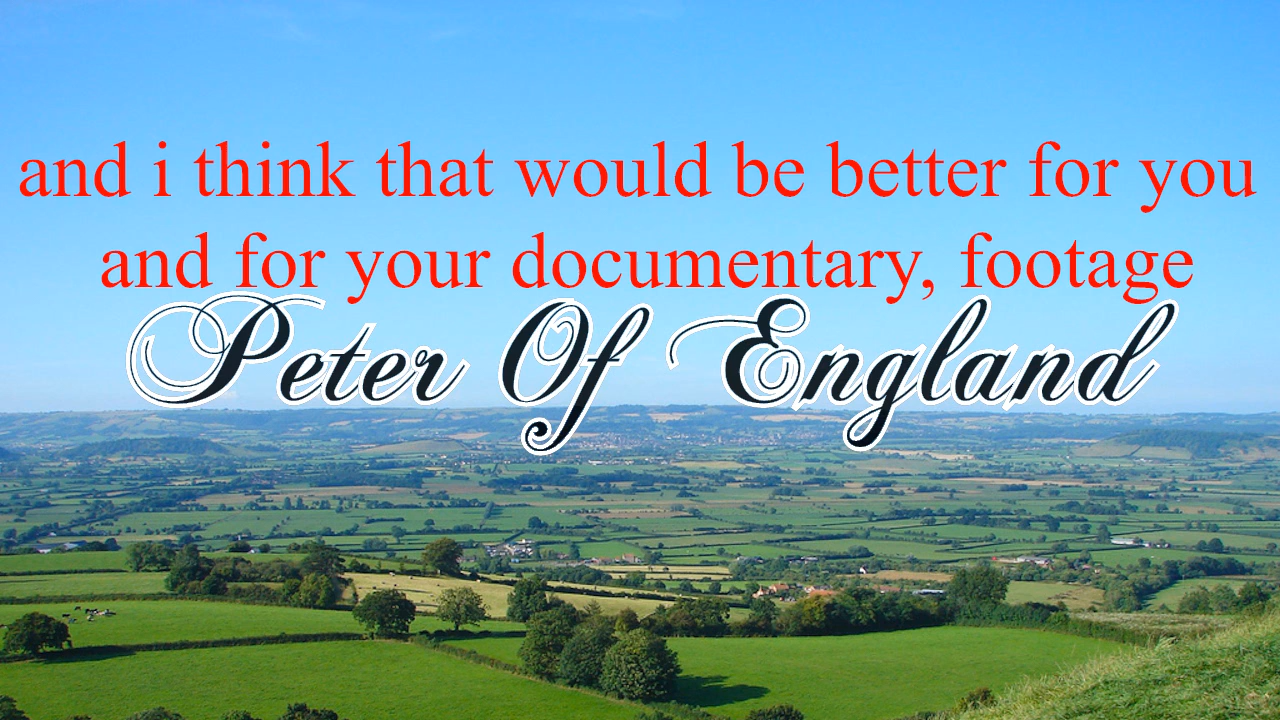 and i think that would be better for you
and for your documentary, footage
Peter Of England